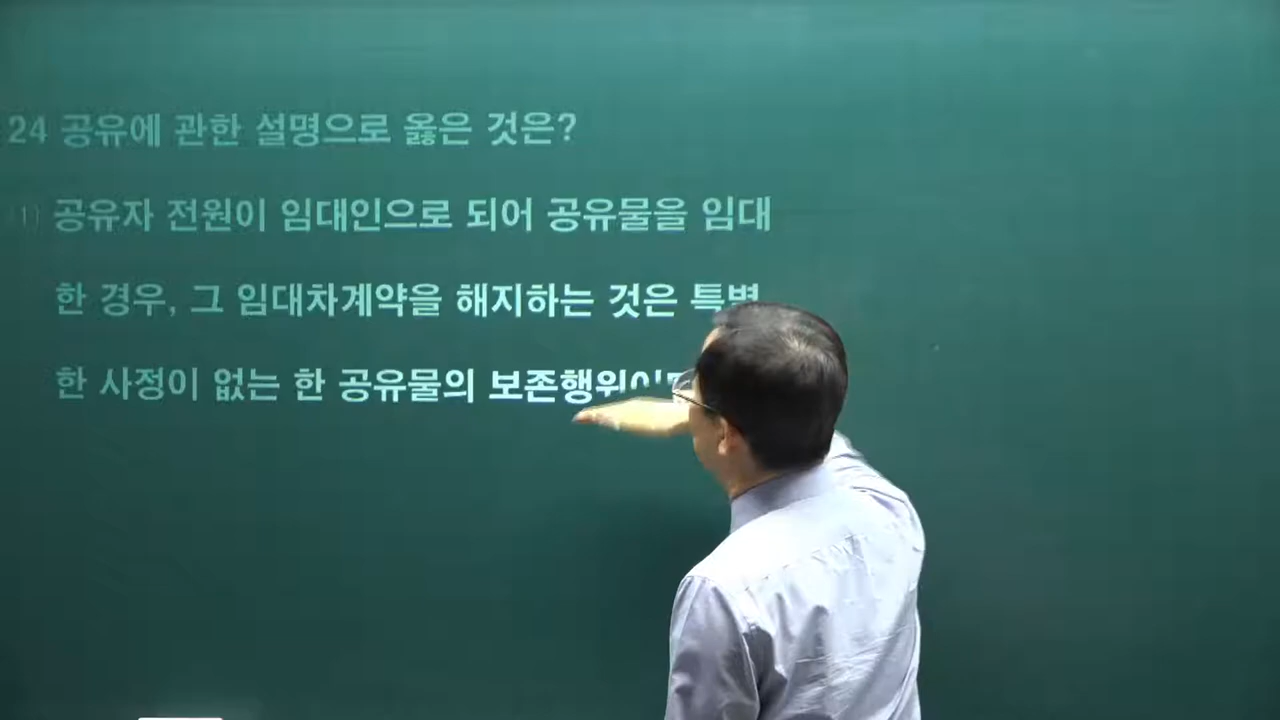 24 공유에 관한 설명으로 옳은 것은?
(1) 공유자 전원이 임대인으로 되어 공유물을 임대
한 경우, 그 임대차계약을 해지하는 것은 특별
한 사정이 없는 한 공유물의 보존행위이